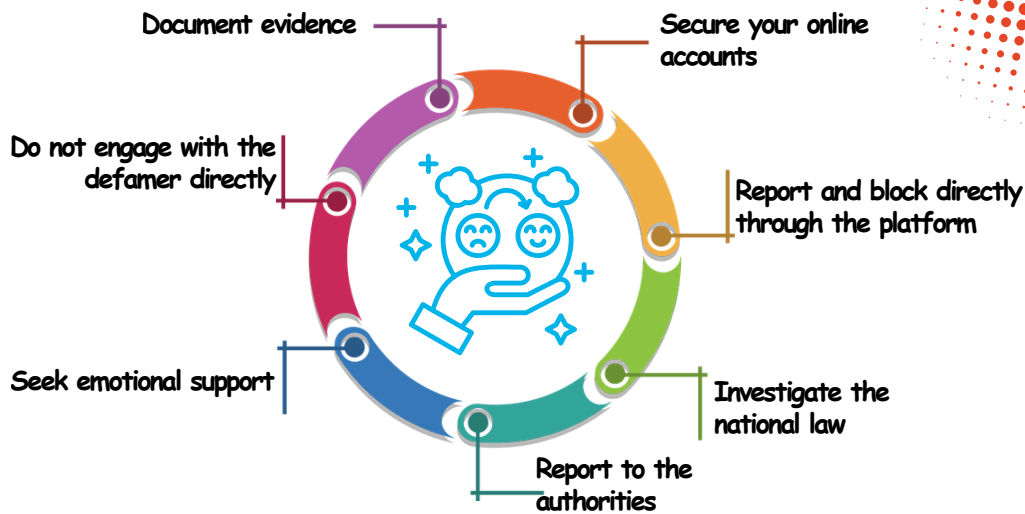 Document evidence
Secure your online
accounts
Do not engage with the
defamer directly
Report and block directly
through the platform
Seek emotional support
Investigate the
national law
Report to the
authorities